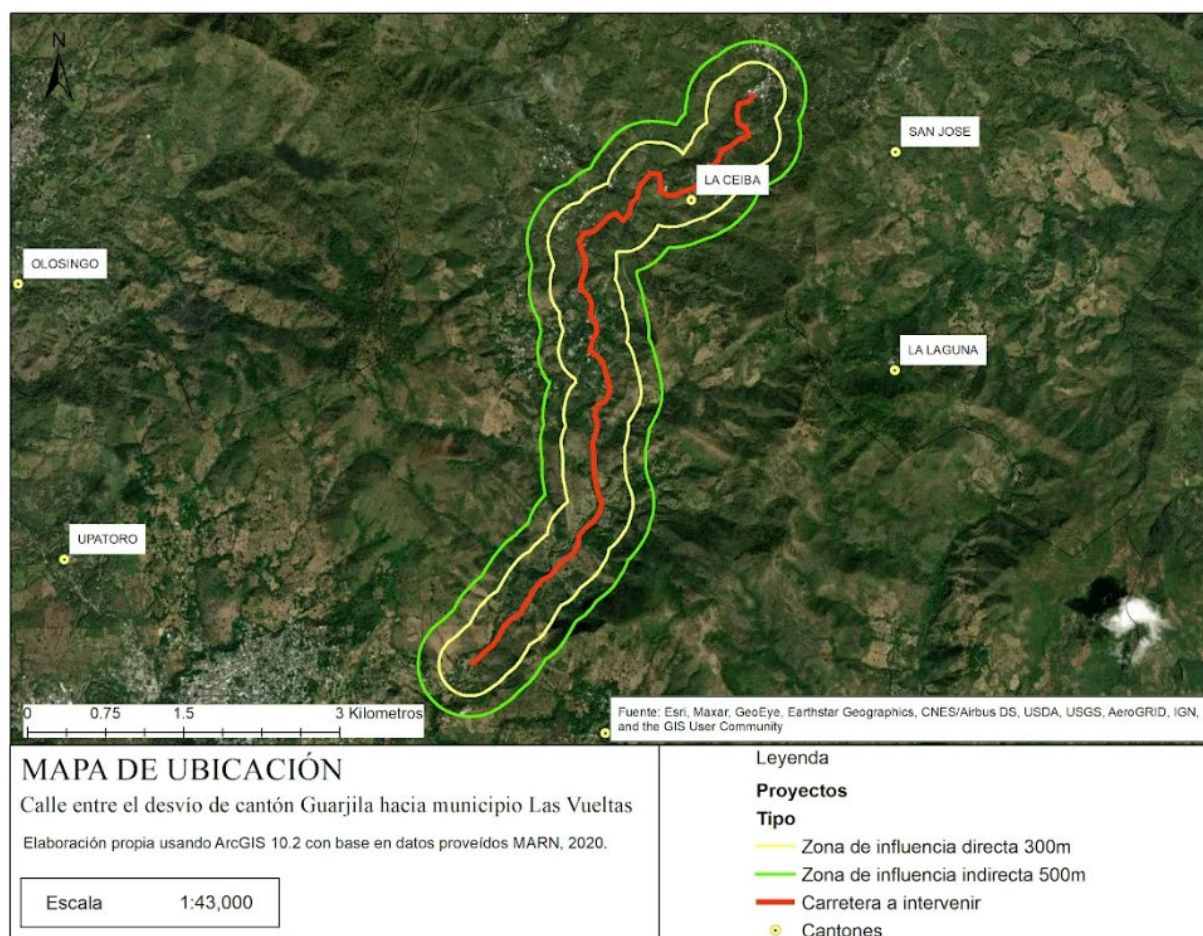 N
SAN JOSE
LA CEIBA
OLOSINGO
LA LAGUNA
UPATORO
0 0.75 1.5 3 Kilometros
Fuente: Esri, Maxar, GeoEye, Earthstar Geographics, CNES/Airbus DS, USDA, USGS, AeroGRID, IGN,
and the GIS User Community
MAPA DE UBICACIÓN
Calle entre el desvío de cantón Guarjila hacia municipio Las Vueltas
Elaboración propia usando ArcGIS 10.2 con base en datos proveídos MARN, 2020.
Escala 1:43,000
Leyenda
Proyectos
Tipo
Zona de influencia directa 300m
Zona de influencia indirecta 500m
Carretera a intervenir
Cantones